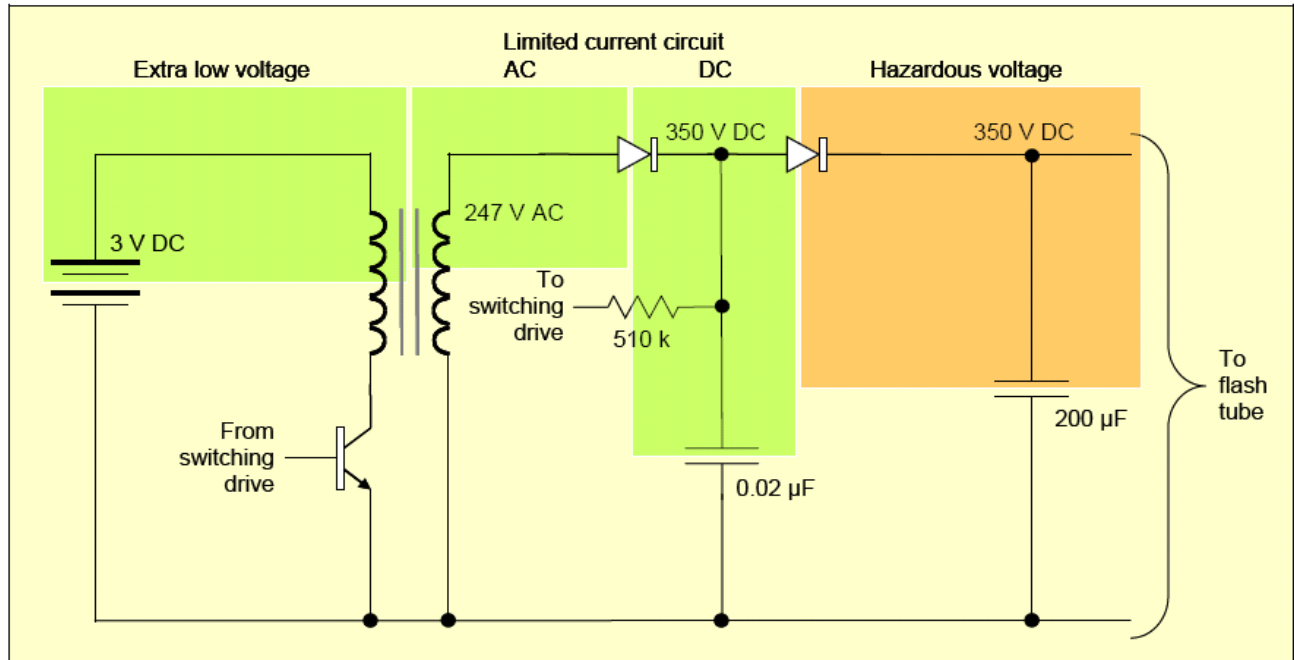 Limited current circuit
Extra low voltage
AC
DC
Hazardous voltage
350 V DC
350 V DC
247 V AC
3 V DC
To
switching
drive
510 k
From
switching
drive
0.02 µF
200 µF
To
flash
tube